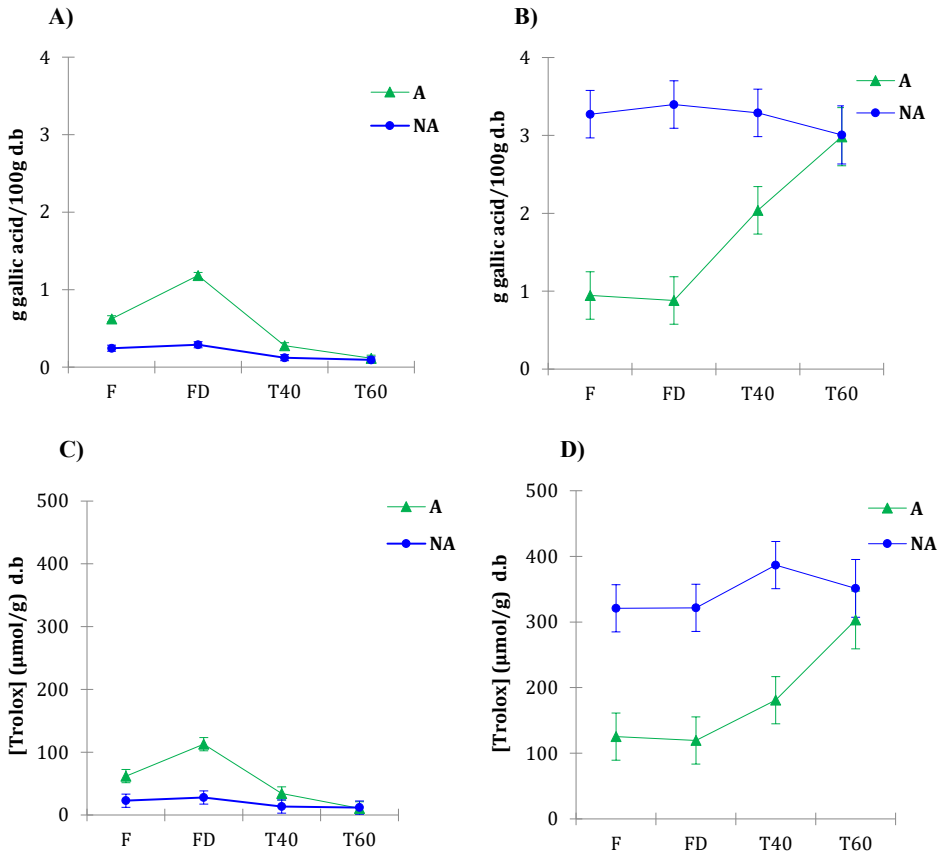 A)
g gallic acid/100g d.b
4
3
2
1
0
F FD T40 T60
A
NA
B)
g gallic acid/100g d.b
4
3
2
1
0
F FD T40 T60
A
NA
C)
[Trolox] (μmol/g) d.b
500
400
300
200
100
0
F FD T40 T60
A
NA
D)
[Trolox] (μmol/g) d.b
500
400
300
200
100
0
F FD T40 T60
A
NA